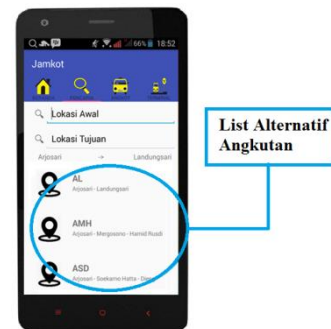 66% 18:52
Jamkot
Lokasi Awal
Lokasi Tujuan
Arjosari → Landungsari
AL
Arjosari - Landungsari
AMH
Arjosari - Mergosono - Hamid Rusdi
ASD
Arjosari - Soekarno Hatta -
List Alternatif
Angkutan